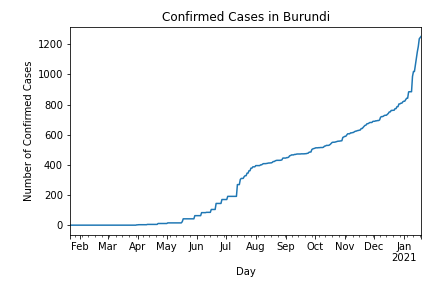 Confirmed Cases in Burundi
Number of Confirmed Cases
1200
1000
800
600
400
200
0
Feb Mar Apr May Jun Jul Aug Sep Oct Nov Dec Jan
2021
Day